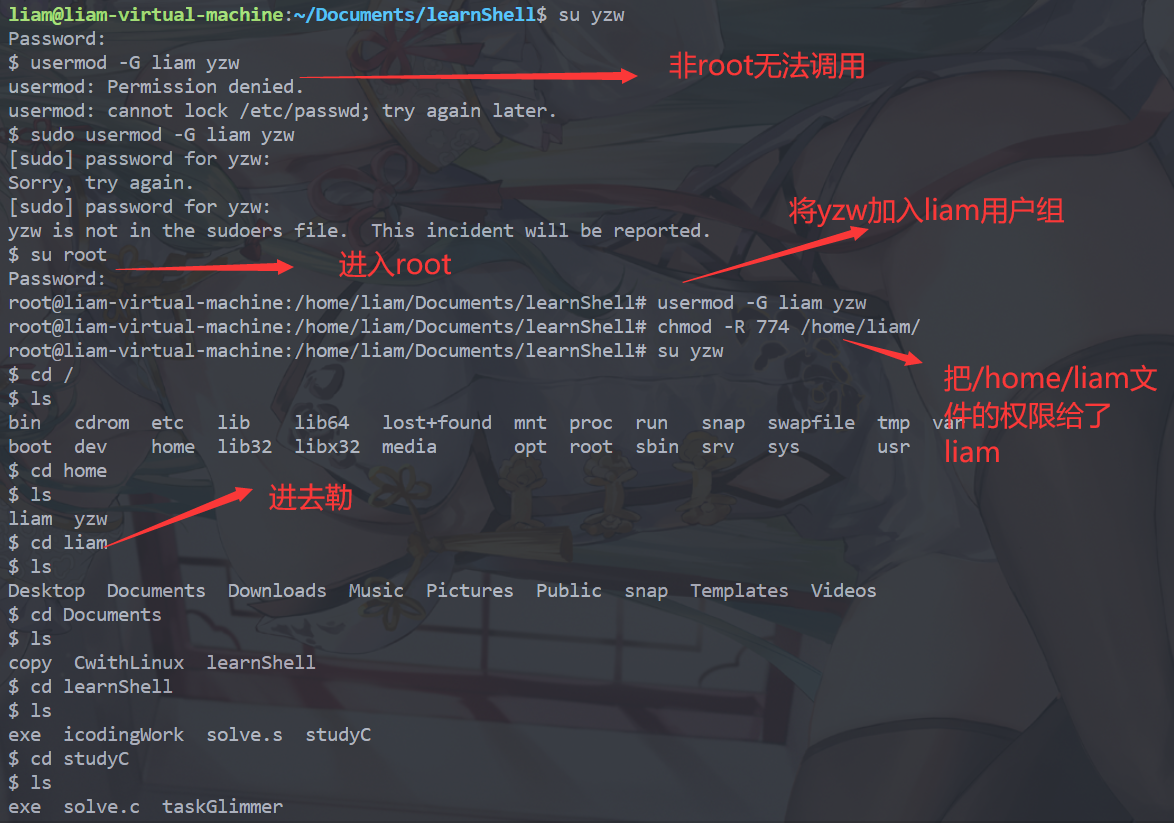 liam@liam-virtual-machine:~/Documents/learnShell$ su yzw
Password:
$ usermod -G liam yzw
非root无法调用
usermod: Permission denied.
usermod: cannot lock /etc/passwd; try again later.
$ sudo usermod -G liam yzw
[sudo] password for yzw:
Sorry, try again.
[sudo] password for yzw:
将yzw加入liam用户组
yzw is not in the sudoers file.  This incident will be reported.
$ su root
进入root
Password:
root@liam-virtual-machine:/home/liam/Documents/learnShell# usermod -G liam yzw
root@liam-virtual-machine:/home/liam/Documents/learnShell# chmod -R 774 /home/liam/
root@liam-virtual-machine:/home/liam/Documents/learnShell# su yzw
$ cd /
把/home/liam文
件的权限给了
liam
$ ls
bin   cdrom  etc   lib    lib64   lost+found  mnt  proc  run   snap  swapfile  tmp  var
boot  dev    home  lib32  libx32  media       opt  root  sbin  srv   sys       usr
$ cd home
$ ls
进去勒
liam  yzw
$ cd liam
$ ls
Desktop  Documents  Downloads  Music  Pictures  Public  snap  Templates  Videos
$ cd Documents
$ ls
copy  CwithLinux  learnShell
$ cd learnShell
$ ls
exe  icodingWork  solve.s  studyC
$ cd studyC
$ ls
exe  solve.c  taskGlimmer